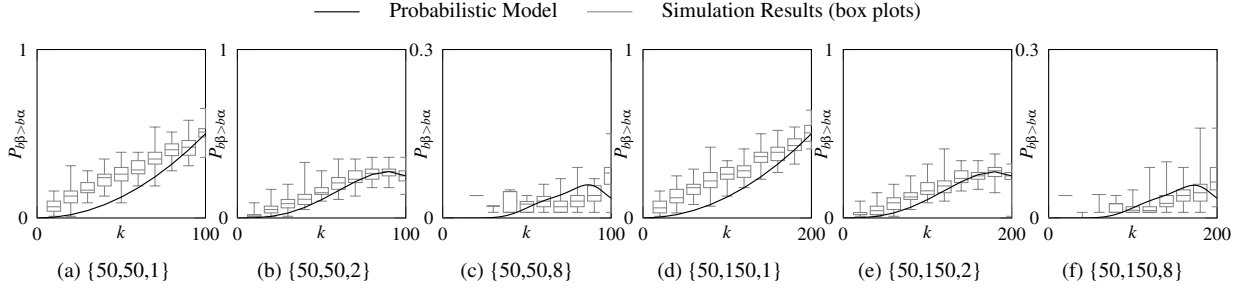 Probabilistic Model Simulation Results (box plots)
1 1 0.3 1 1 0.3
P_{bβ>bα} P_{bβ>bα} P_{bβ>bα} P_{bβ>bα} P_{bβ>bα} P_{bβ>bα}
0 0 0 0 0 0
0 k 100 0 k 100 0 k 100 0 k 200 0 k 200 0 k 200
(a) {50,50,1} (b) {50,50,2} (c) {50,50,8} (d) {50,150,1} (e) {50,150,2} (f) {50,150,8}